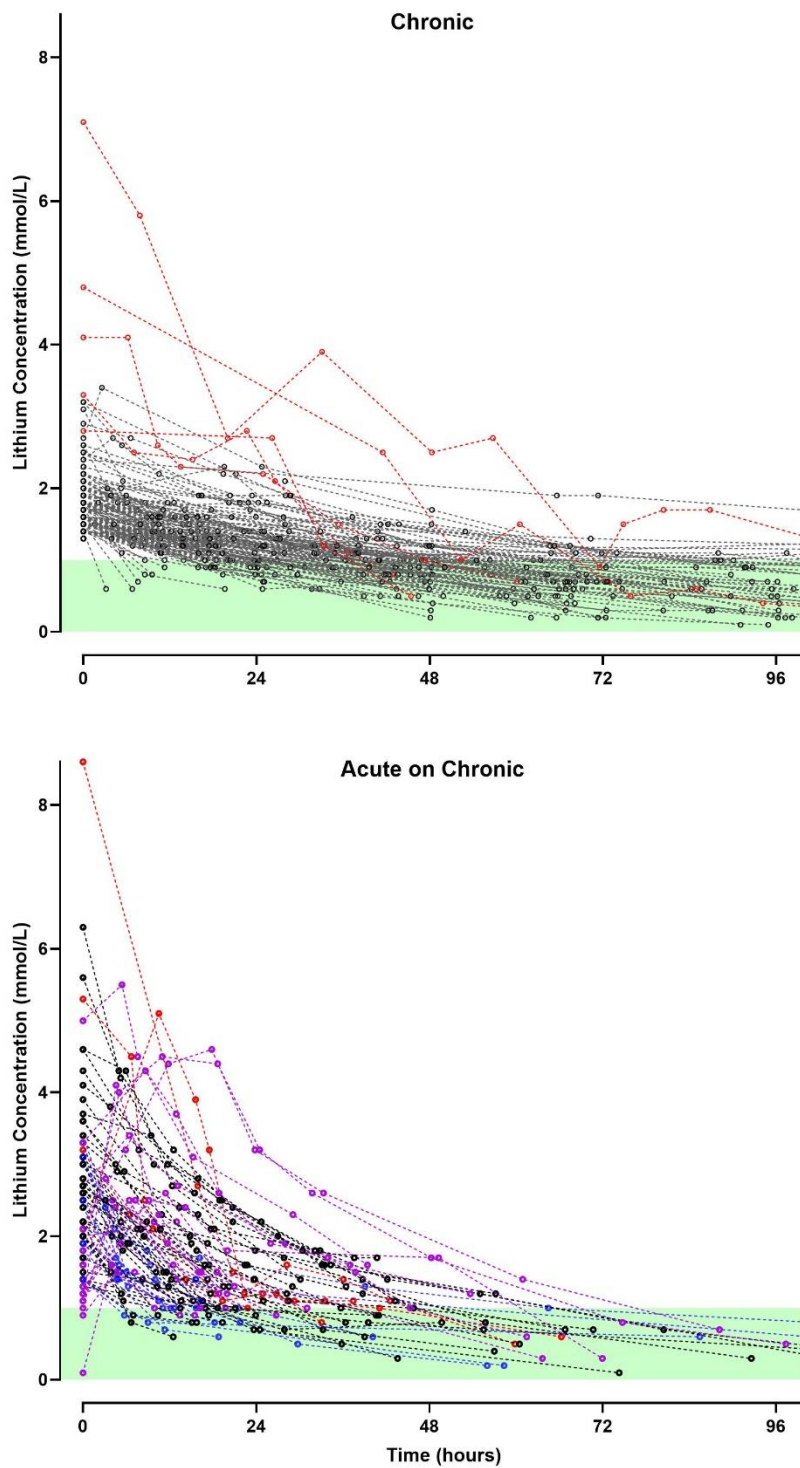 Chronic
Lithium Concentration (mmol/L)
8
6
4
2
0
0 24 48 72 96
Acute on Chronic
Lithium Concentration (mmol/L)
8
6
4
2
0
0 24 48 72 96
Time (hours)